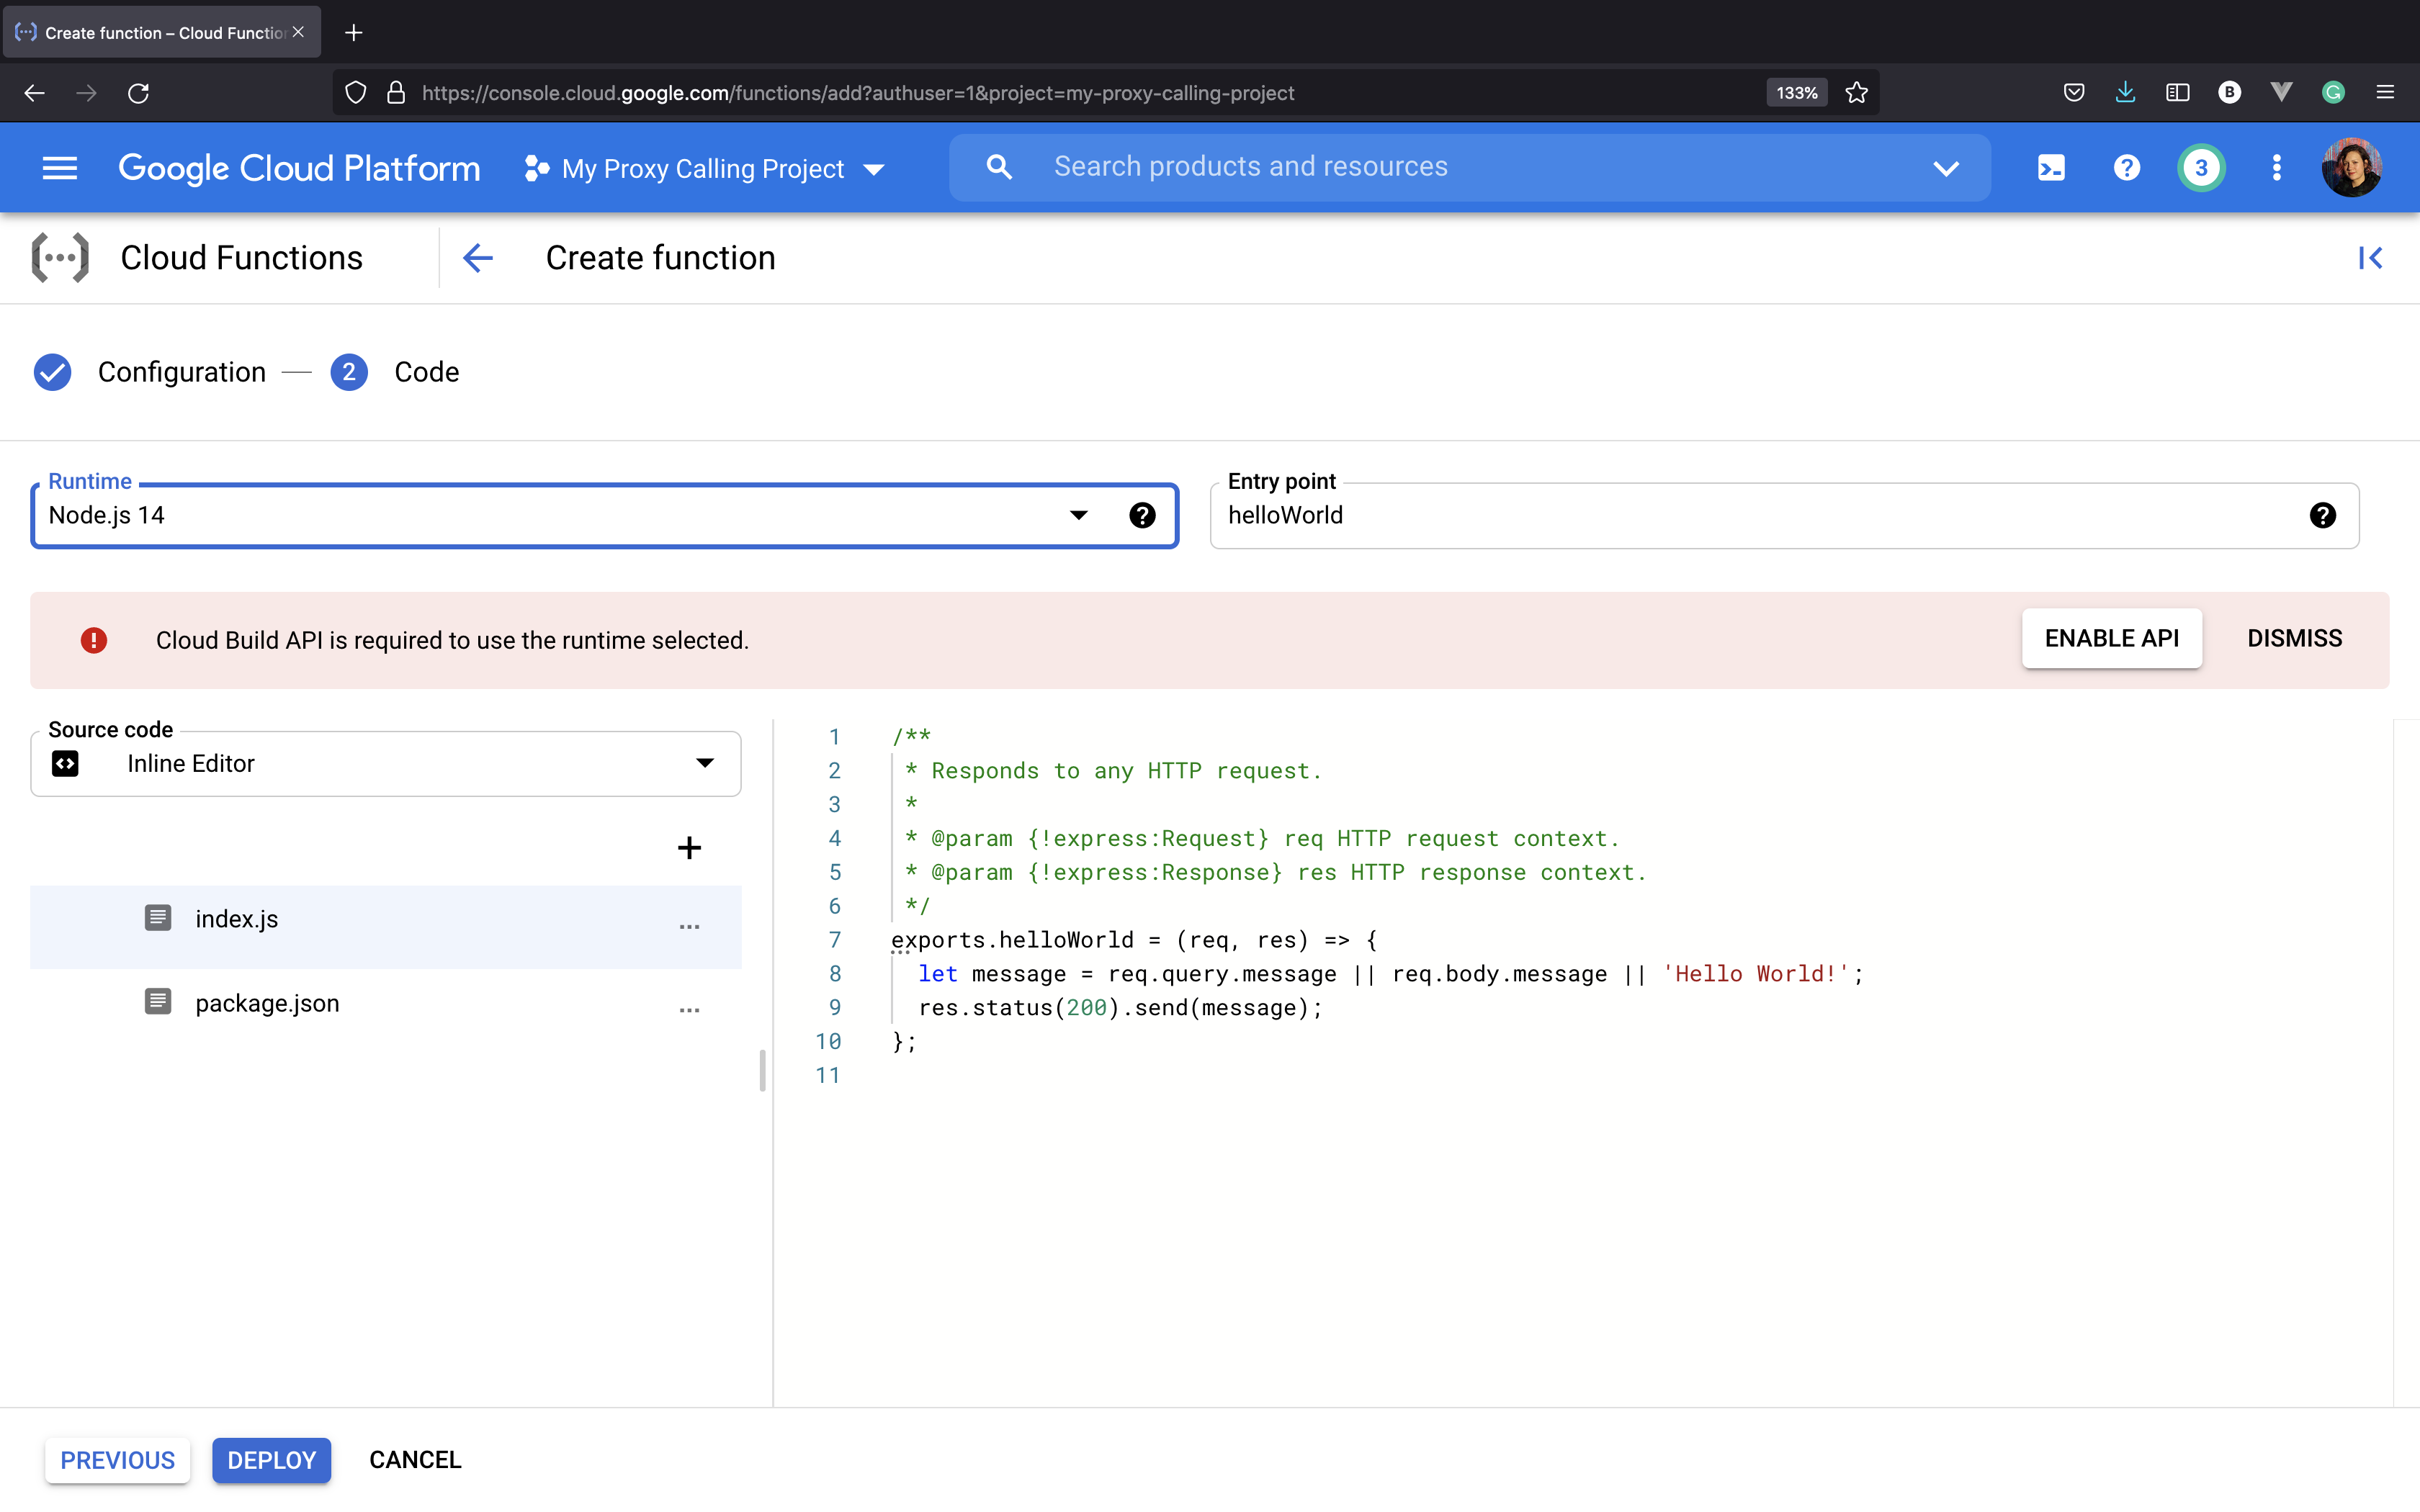 Create function – Cloud Functio
https://console.cloud.google.com/functions/add?authuser=1&project=my-proxy-calling-project
133%
B
G
Google Cloud Platform
My Proxy Calling Project
Search products and resources
3
Cloud Functions
Create function
Configuration
2
Code
Runtime
Node.js 14
Entry point
helloWorld
Cloud Build API is required to use the runtime selected.
ENABLE API
DISMISS
Source code
Inline Editor
index.js
...
package.json
...
1 /**
2 * Responds to any HTTP request.
3 *
4 * @param {!express:Request} req HTTP request context.
5 * @param {!express:Response} res HTTP response context.
6 */
7 exports.helloWorld = (req, res) => {
8 let message = req.query.message || req.body.message || 'Hello World!';
9 res.status(200).send(message);
10 };
11
PREVIOUS
DEPLOY
CANCEL